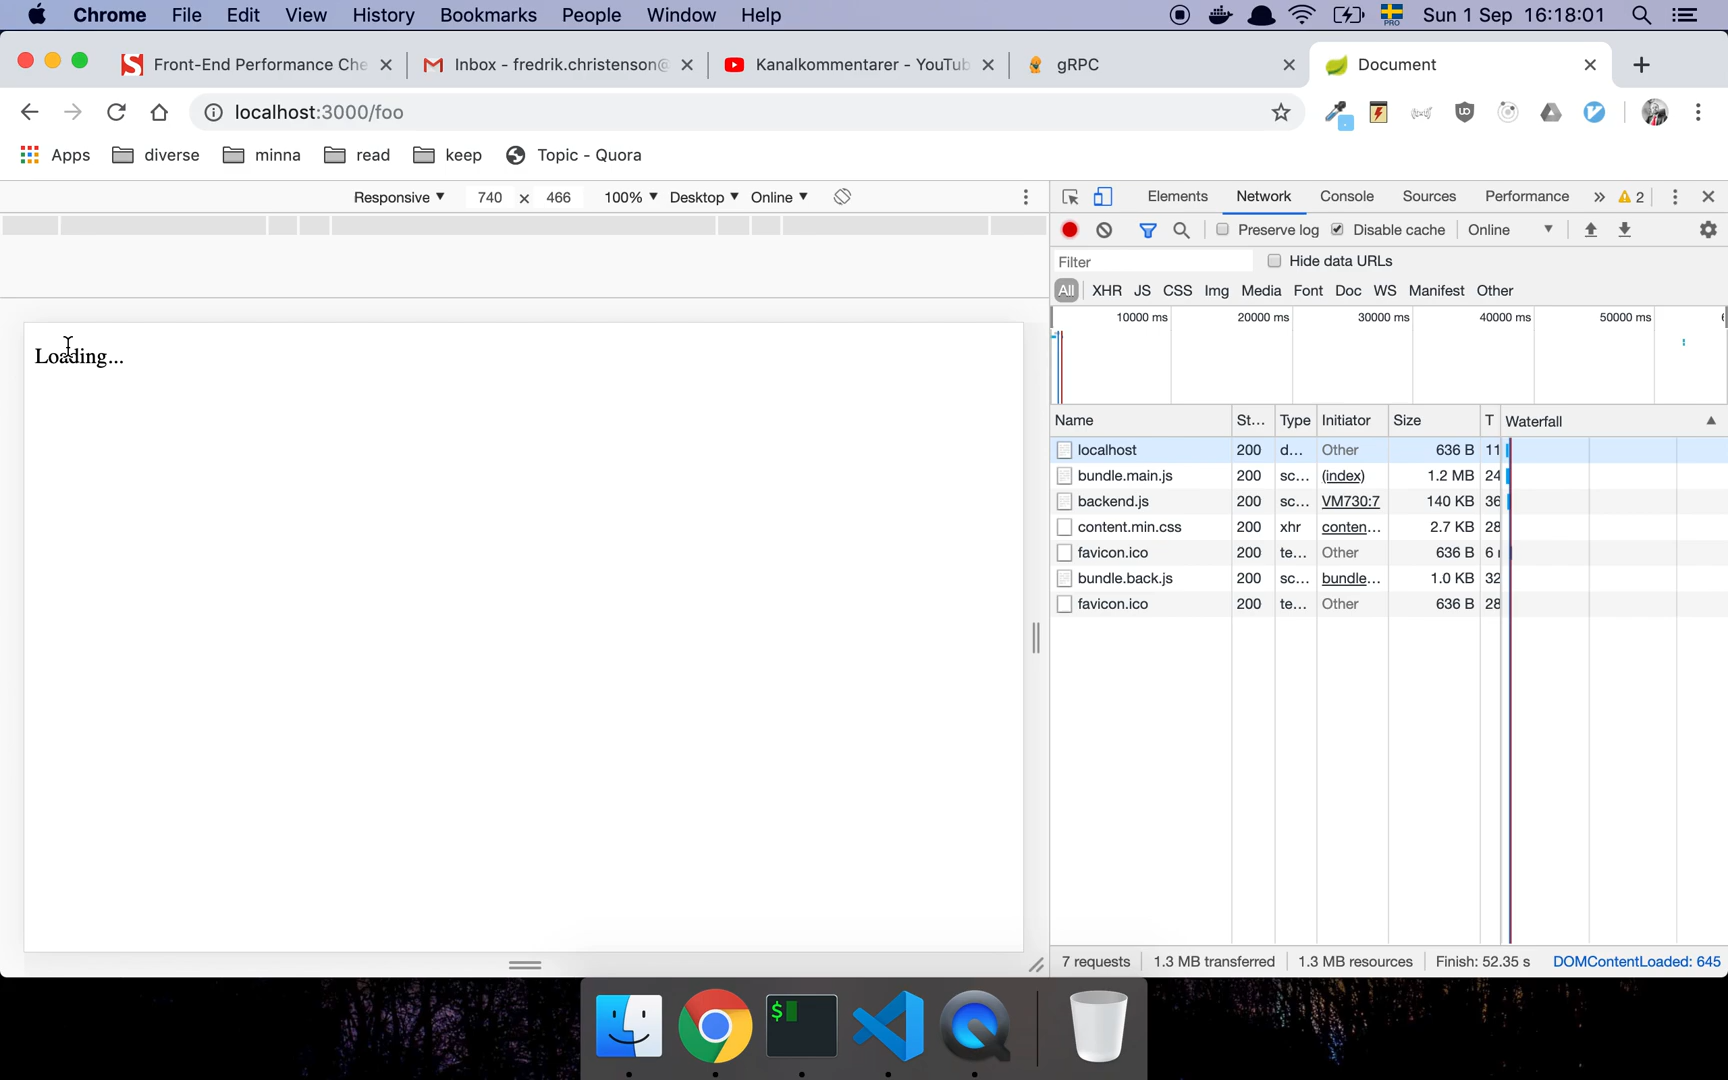 Chrome File Edit View History Bookmarks People Window Help PRO Sun 1 Sep 16:18:01
Front-End Performance Che Inbox - fredrik.christenson@ Kanalkommentarer - YouTub gRPC Document
localhost:3000/foo
Apps diverse minna read keep Topic - Quora
Responsive 740 × 466 100% Desktop Online Elements Network Console Sources Performance » 2
Preserve log Disable cache Online
Filter Hide data URLs
All XHR JS CSS Img Media Font Doc WS Manifest Other
10000 ms 20000 ms 30000 ms 40000 ms 50000 ms
Loading...
Name St... Type Initiator Size T Waterfall
localhost 200 d... Other 636 B 11
bundle.main.js 200 sc... (index) 1.2 MB 24
backend.js 200 sc... VM730:7 140 KB 36
content.min.css 200 xhr conten... 2.7 KB 28
favicon.ico 200 te... Other 636 B 6
bundle.back.js 200 sc... bundle... 1.0 KB 32
favicon.ico 200 te... Other 636 B 28
7 requests 1.3 MB transferred 1.3 MB resources Finish: 52.35 s DOMContentLoaded: 645